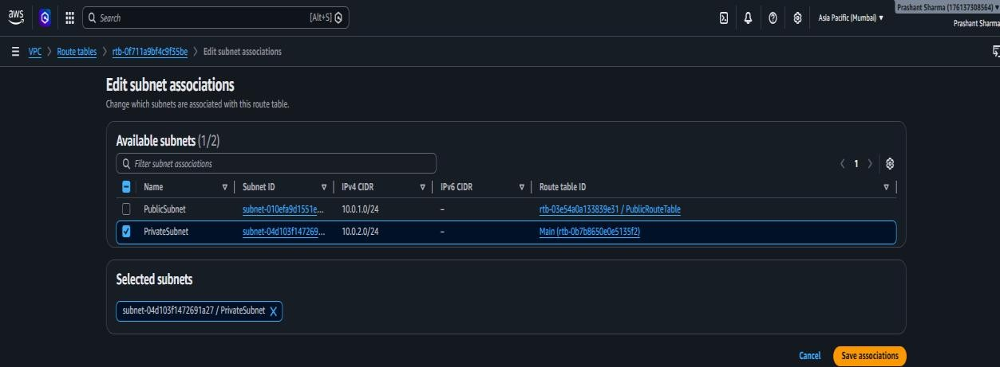 aws
Search [Alt+S]
Asia Pacific (Mumbai)
Prashant Sharma (176137308564)
Prashant Sharma
VPC > Route tables > rtb-0f711a9bf4c9f35be > Edit subnet associations
Edit subnet associations
Change which subnets are associated with this route table.
Available subnets (1/2)
Filter subnet associations
1
Name Subnet ID IPv4 CIDR IPv6 CIDR Route table ID
PublicSubnet subnet-010efa9d1551e... 10.0.1.0/24 – rtb-03e54a0a133839e31 / PublicRouteTable
PrivateSubnet subnet-04d103f147269... 10.0.2.0/24 – Main (rtb-0b7b8650e0e5135f2)
Selected subnets
subnet-04d103f1472691a27 / PrivateSubnet X
Cancel Save associations